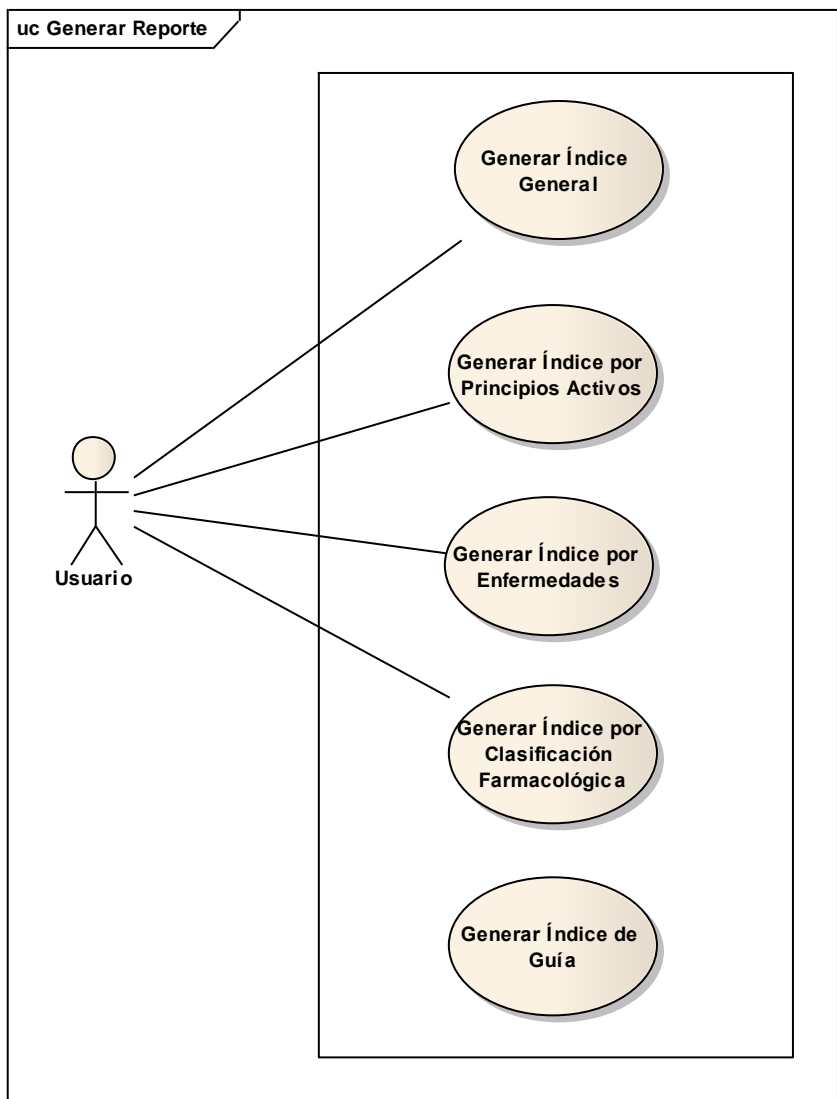 uc Generar Reporte
Generar Índice
General
Generar Índice por
Principios Activos
Generar Índice por
Enfermedades
Usuario
Generar Índice por
Clasificación
Farmacológica
Generar Índice de
Guía